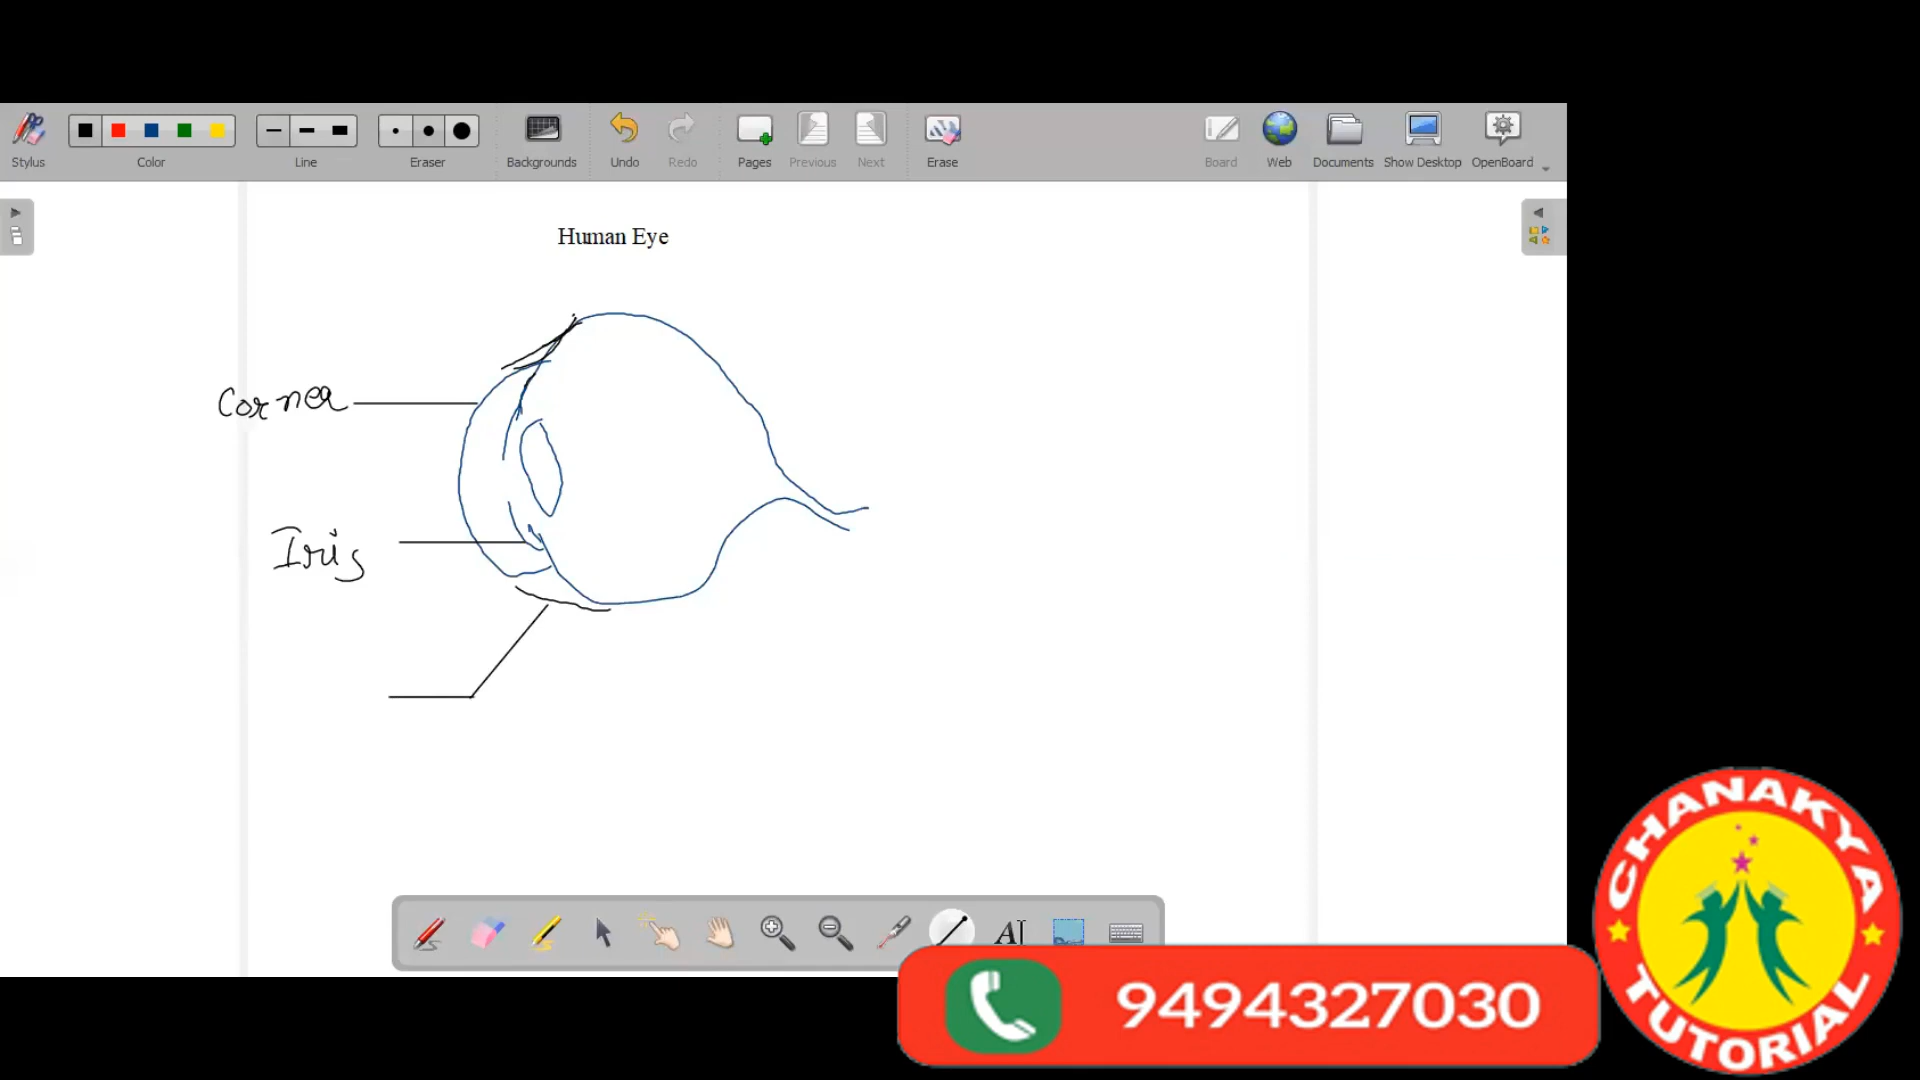 Stylus
Color
Line
Eraser
Backgrounds
Undo
Redo
Pages
Previous
Next
Erase
Board
Web
Documents
Show Desktop
OpenBoard
Human Eye
Cornea
Iris
9494327030
CHANAKYA
TUTORIAL